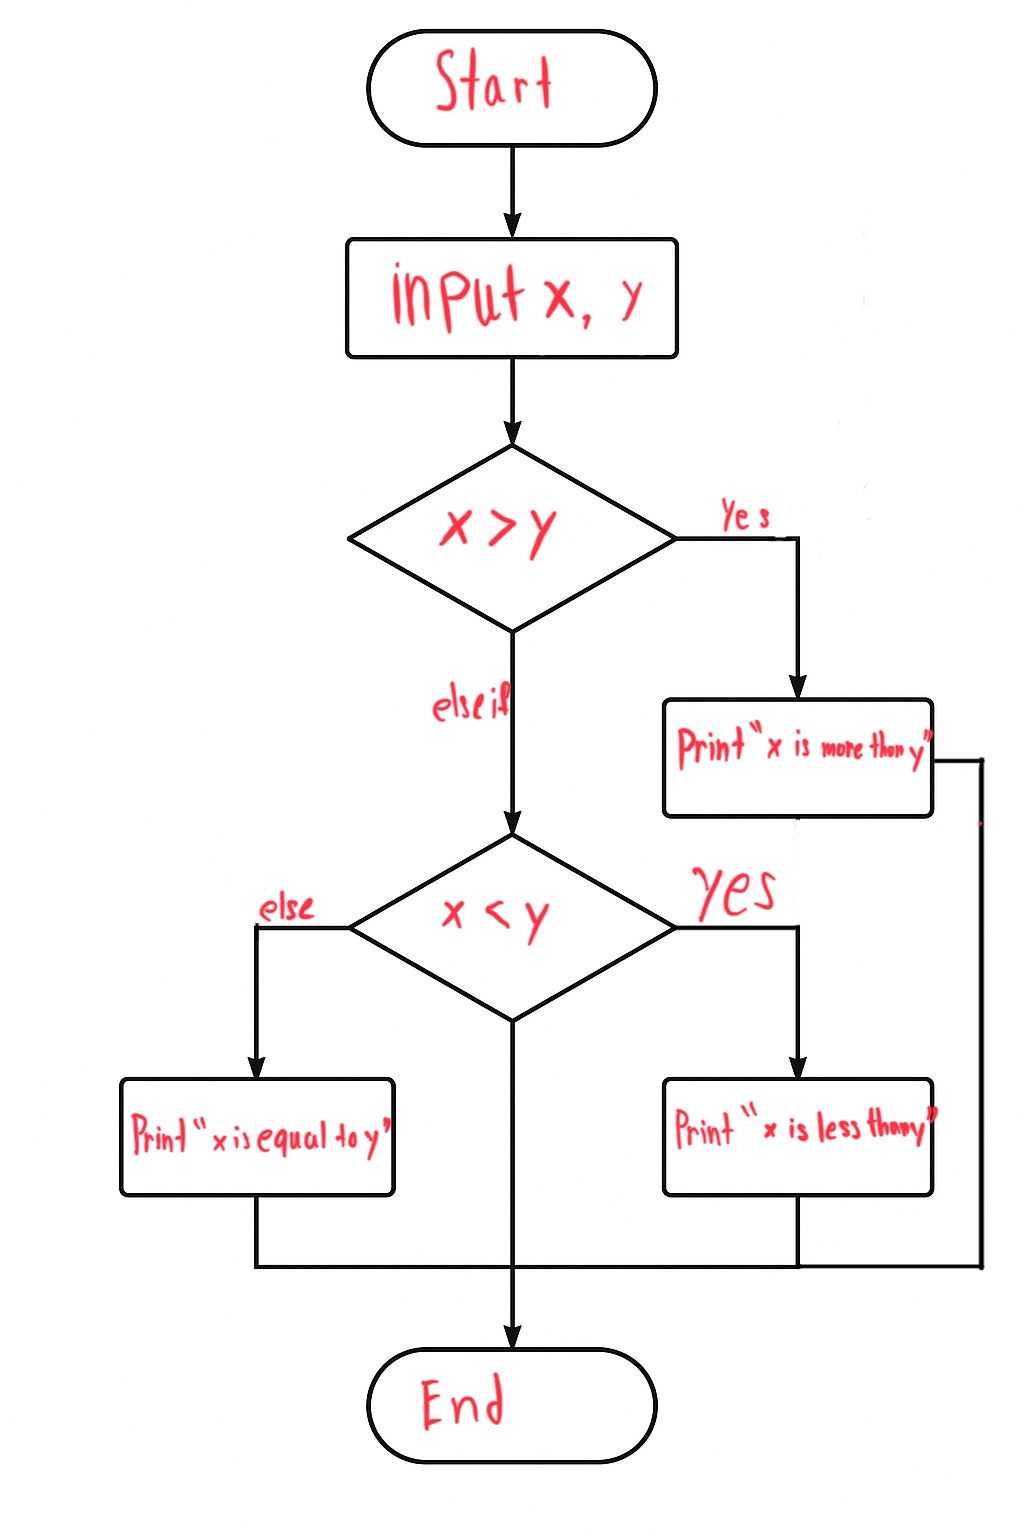 Start
input x, y
x > y
Yes
else if
Print "x is more than y"
x < y
yes
else
Print "x is equal to y"
Print "x is less than y"
End